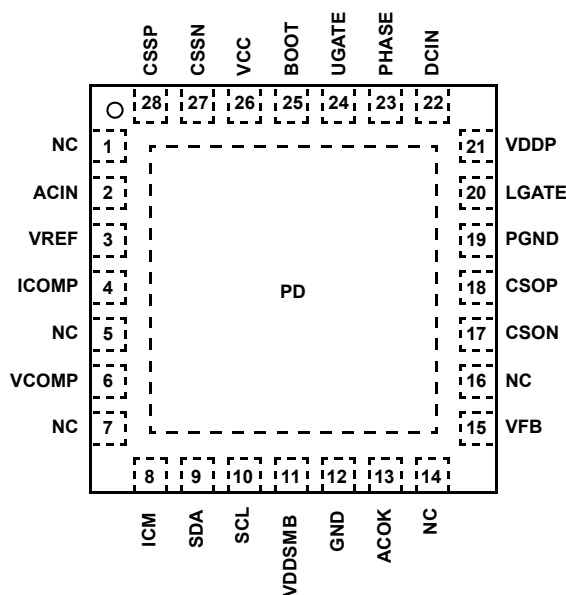 CSSP
CSSN
VCC
BOOT
UGATE
PHASE
DCIN
28
27
26
25
24
23
22
NC 1
ACIN 2
VREF 3
ICOMP 4
NC 5
VCOMP 6
NC 7
PD
21 VDDP
20 LGATE
19 PGND
18 CSOP
17 CSON
16 NC
15 VFB
8
9
10
11
12
13
14
ICM
SDA
SCL
VDDSMB
GND
ACOK
NC